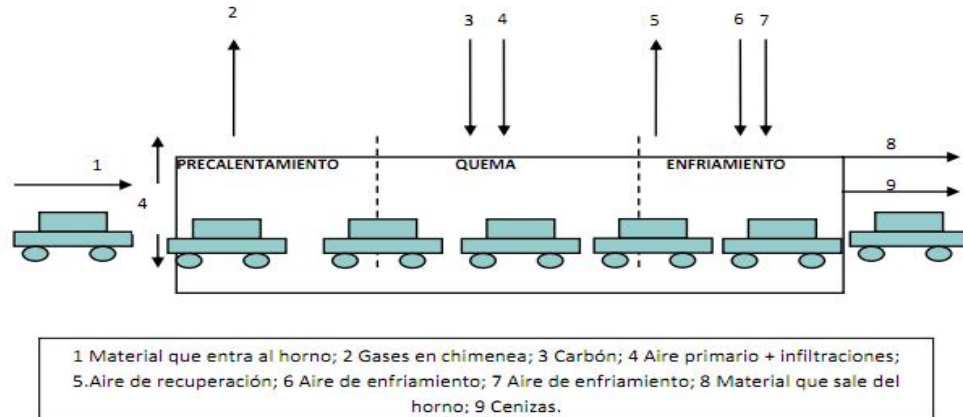 2
3
4
5
6
7
PRECALENTAMIENTO
QUEMA
ENFRIAMIENTO
8
1
9
4
1 Material que entra al horno; 2 Gases en chimenea; 3 Carbón; 4 Aire primario + infiltraciones;
5.Aire de recuperación; 6 Aire de enfriamiento; 7 Aire de enfriamiento; 8 Material que sale del
horno; 9 Cenizas.